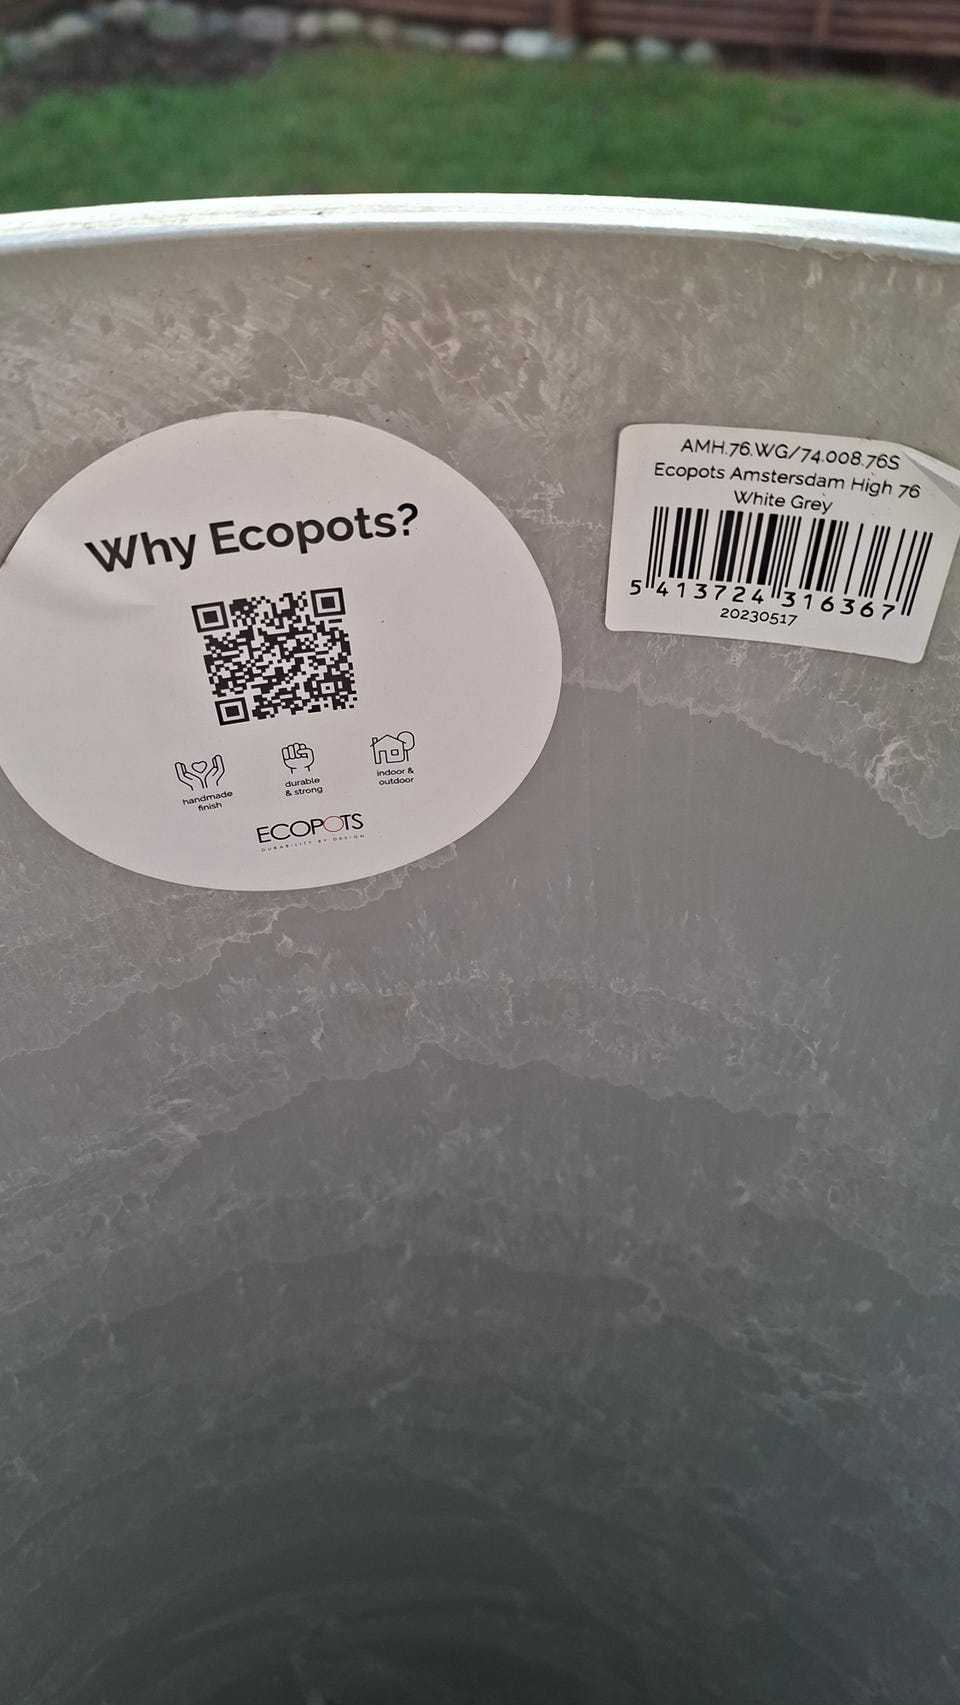 Why Ecopots?
handmade
finish
durable
& strong
indoor &
outdoor
ECOPOTS
DURABILITY BY DESIGN
AMH.76.WG/74.008.76S
Ecopots Amstersdam High 76
White Grey
5 413724 316367
20230517